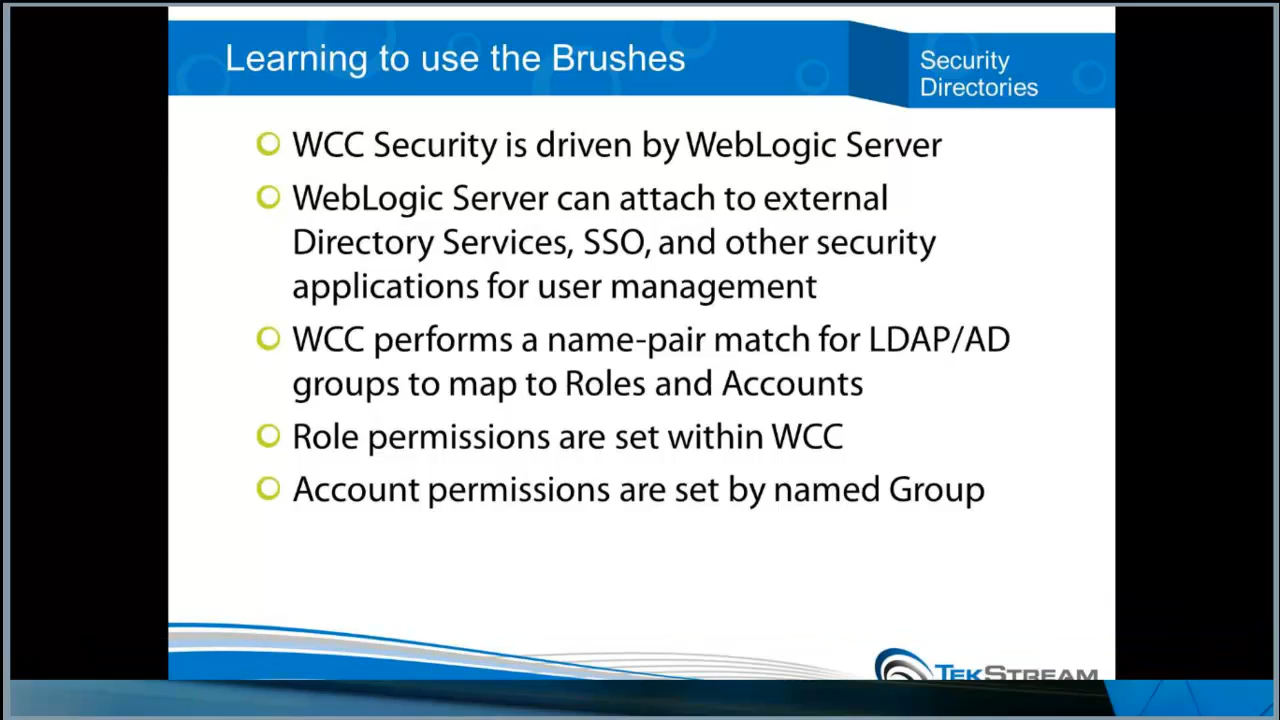 Learning to use the Brushes
Security
Directories
WCC Security is driven by WebLogic Server
WebLogic Server can attach to external
Directory Services, SSO, and other security
applications for user management
WCC performs a name-pair match for LDAP/AD
groups to map to Roles and Accounts
Role permissions are set within WCC
Account permissions are set by named Group
TEKSTREAM